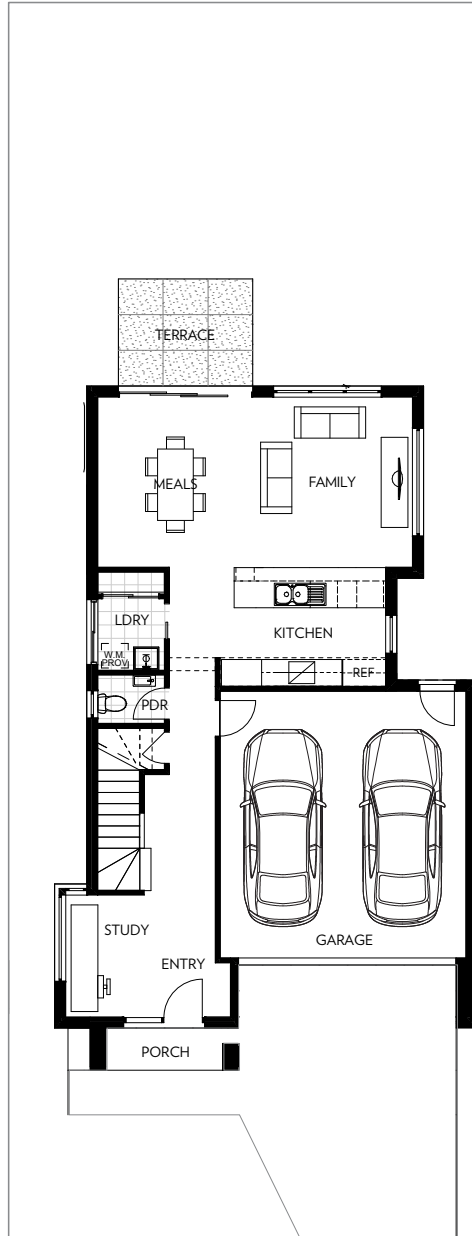 TERRACE
MEALS
FAMILY
LDRY
KITCHEN
W.M.
PROV.
REF
PDR
STUDY
GARAGE
ENTRY
PORCH